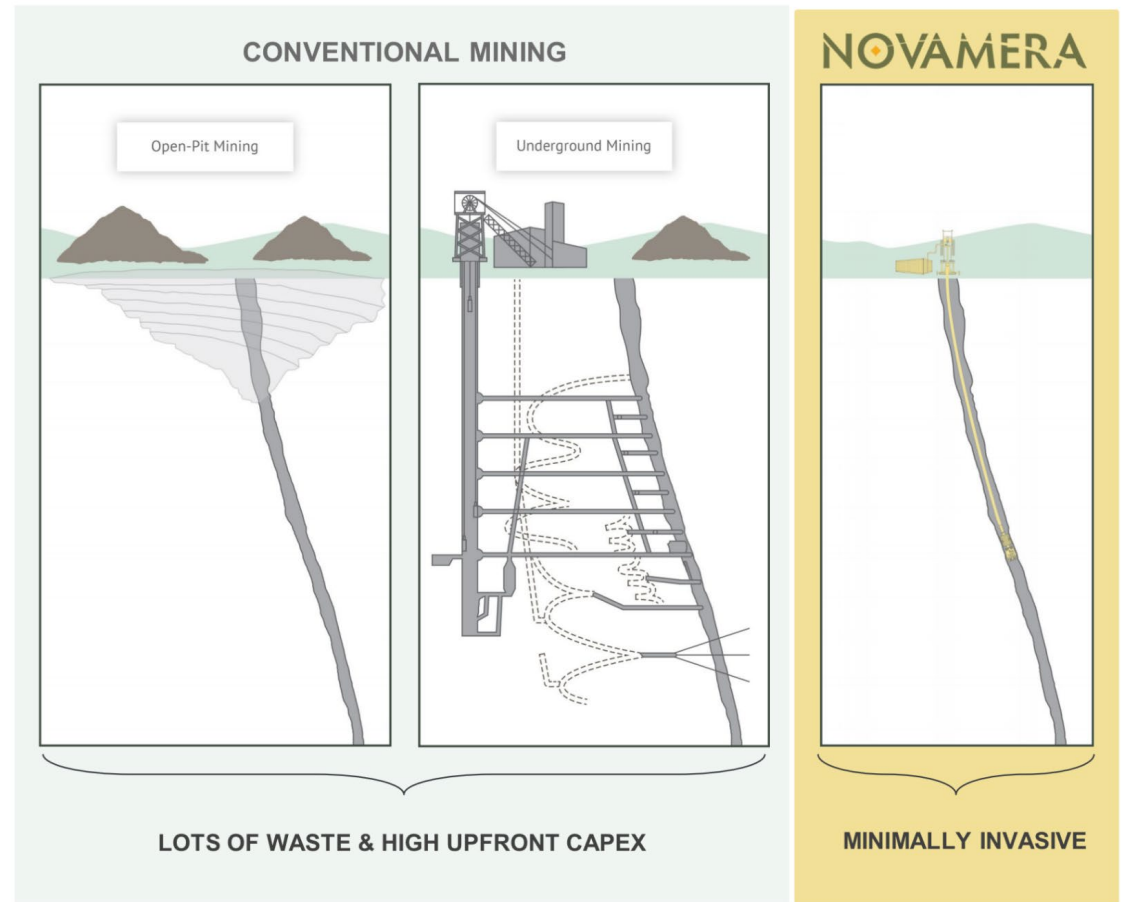 CONVENTIONAL MINING
NOVAMERA
Open-Pit Mining
Underground Mining
LOTS OF WASTE & HIGH UPFRONT CAPEX
MINIMALLY INVASIVE